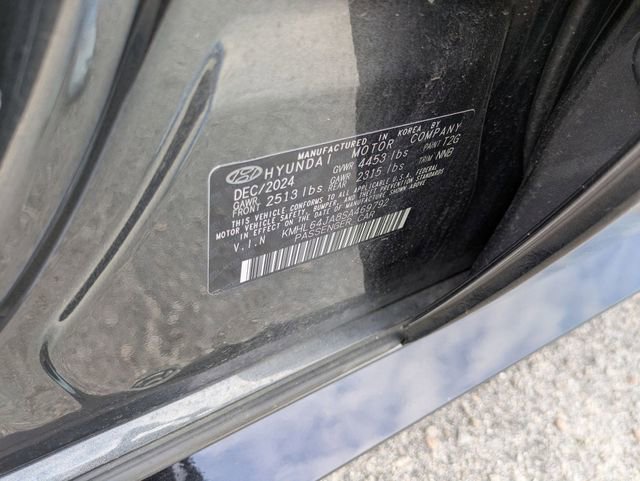 MANUFACTURED IN KOREA BY
HYUNDAI MOTOR COMPANY
DEC/2024 GVWR 4453 lbs PAINT T2G
GAWR FRONT 2513 lbs GAWR REAR 2315 lbs TRIM NNB
THIS VEHICLE CONFORMS TO ALL APPLICABLE U.S.A. FEDERAL
MOTOR VEHICLE SAFETY, BUMPER, AND THEFT PREVENTION STANDARDS
IN EFFECT ON THE DATE OF MANUFACTURE SHOWN ABOVE.
V.I.N KMHL64JA8SA469792
PASSENGER CAR